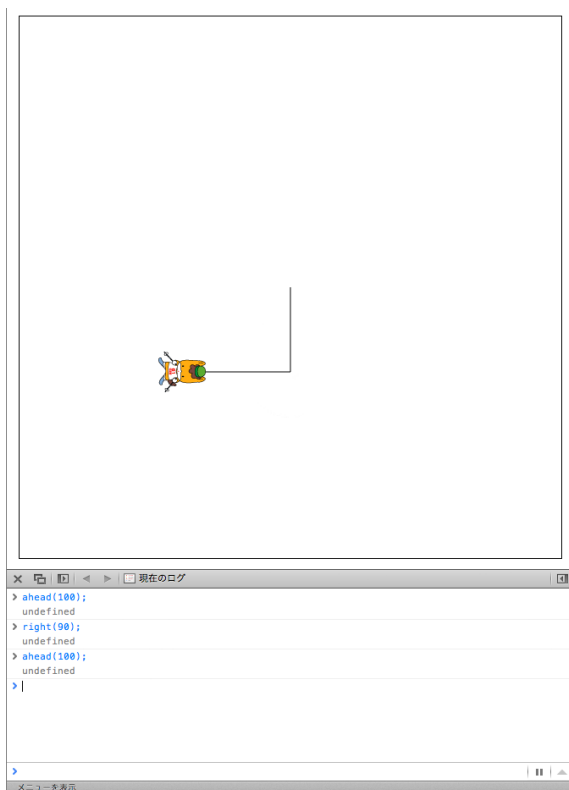 現在のログ
ahead(100);
undefined
right(90);
undefined
ahead(100);
undefined
メニューを表示